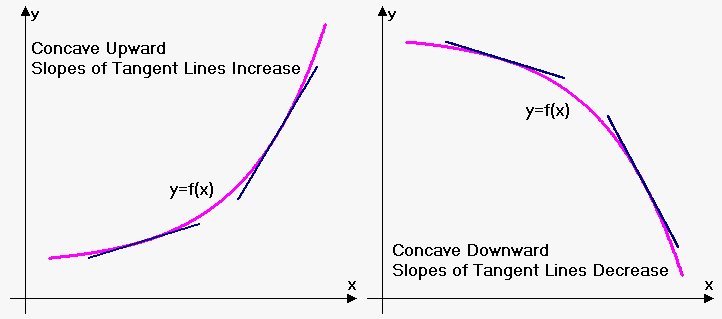 y
Concave Upward
Slopes of Tangent Lines Increase
y=f(x)
x
y
y=f(x)
Concave Downward
Slopes of Tangent Lines Decrease
x